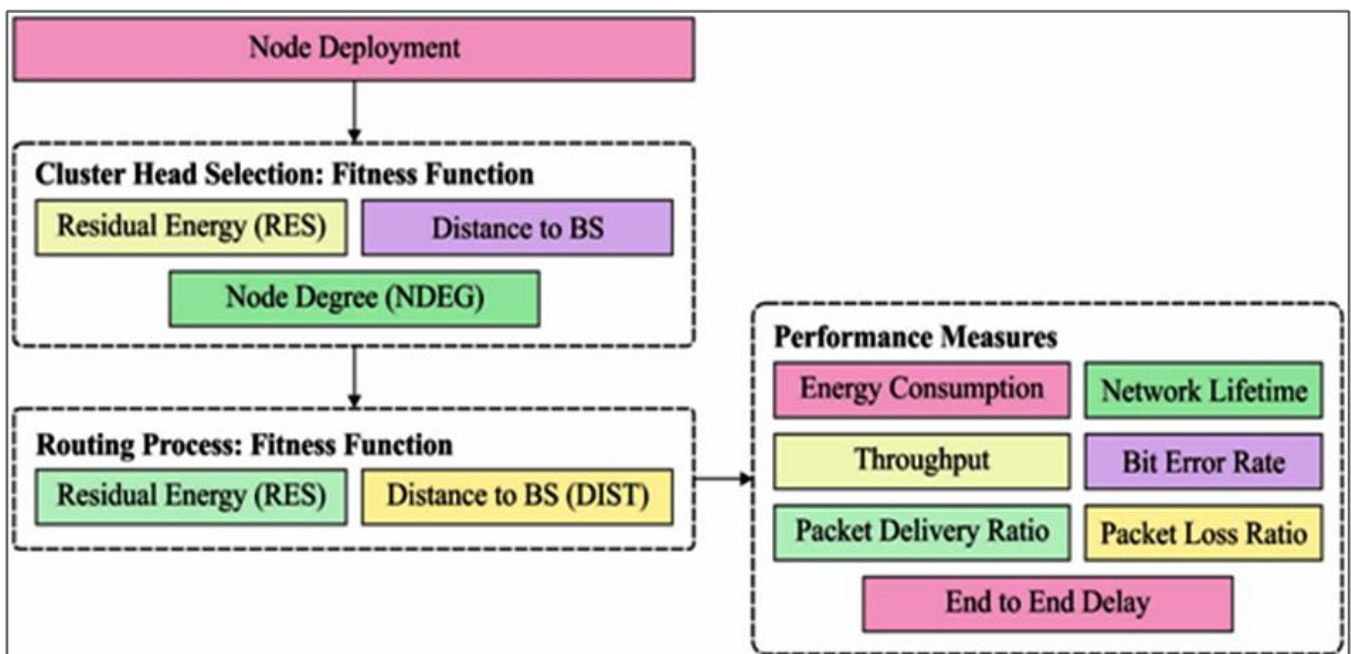 Node Deployment
Cluster Head Selection: Fitness Function
Residual Energy (RES)
Distance to BS
Node Degree (NDEG)
Routing Process: Fitness Function
Residual Energy (RES)
Distance to BS (DIST)
Performance Measures
Energy Consumption
Network Lifetime
Throughput
Bit Error Rate
Packet Delivery Ratio
Packet Loss Ratio
End to End Delay